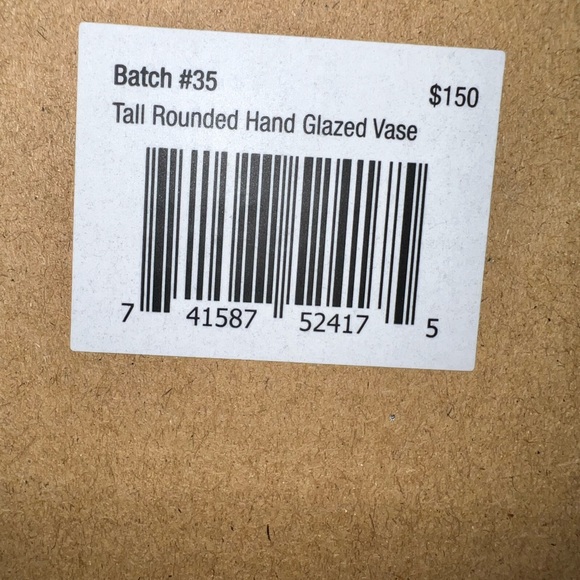 Batch #35 $150
Tall Rounded Hand Glazed Vase
7 41587 52417 5